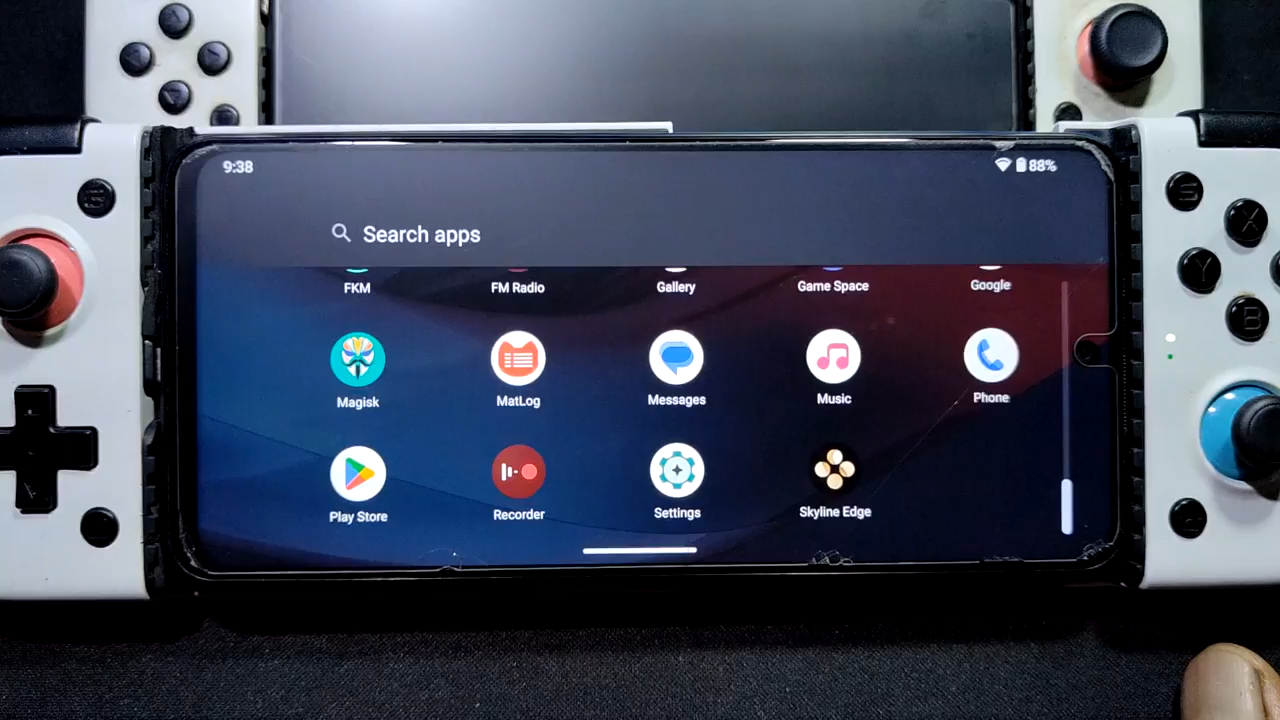 9:38
88%
Search apps
FKM
FM Radio
Gallery
Game Space
Google
Magisk
MatLog
Messages
Music
Phone
Play Store
Recorder
Settings
Skyline Edge
S
X
Y
B